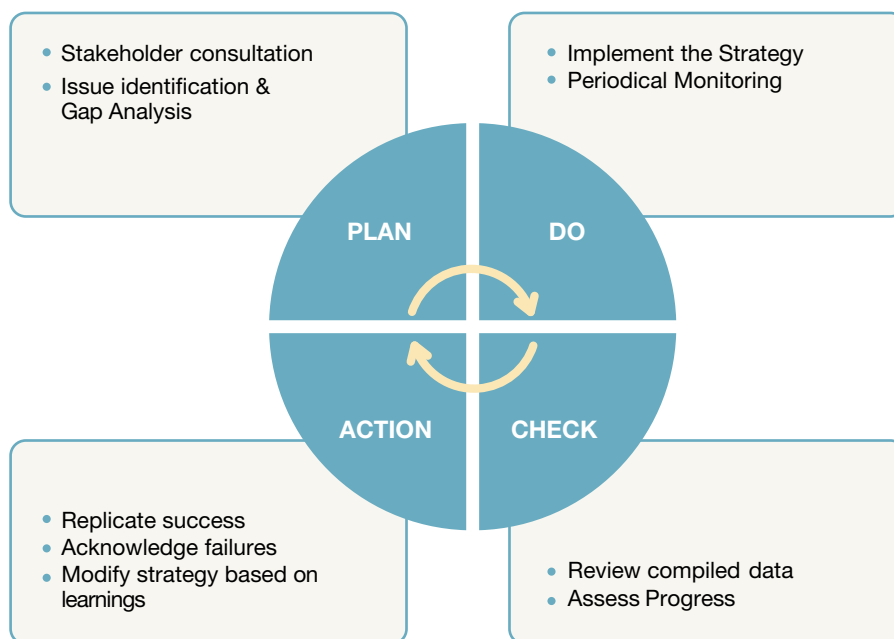 • Stakeholder consultation
• Issue identification &
Gap Analysis
• Implement the Strategy
• Periodical Monitoring
PLAN
DO
ACTION
CHECK
• Replicate success
• Acknowledge failures
• Modify strategy based on
learnings
• Review compiled data
• Assess Progress